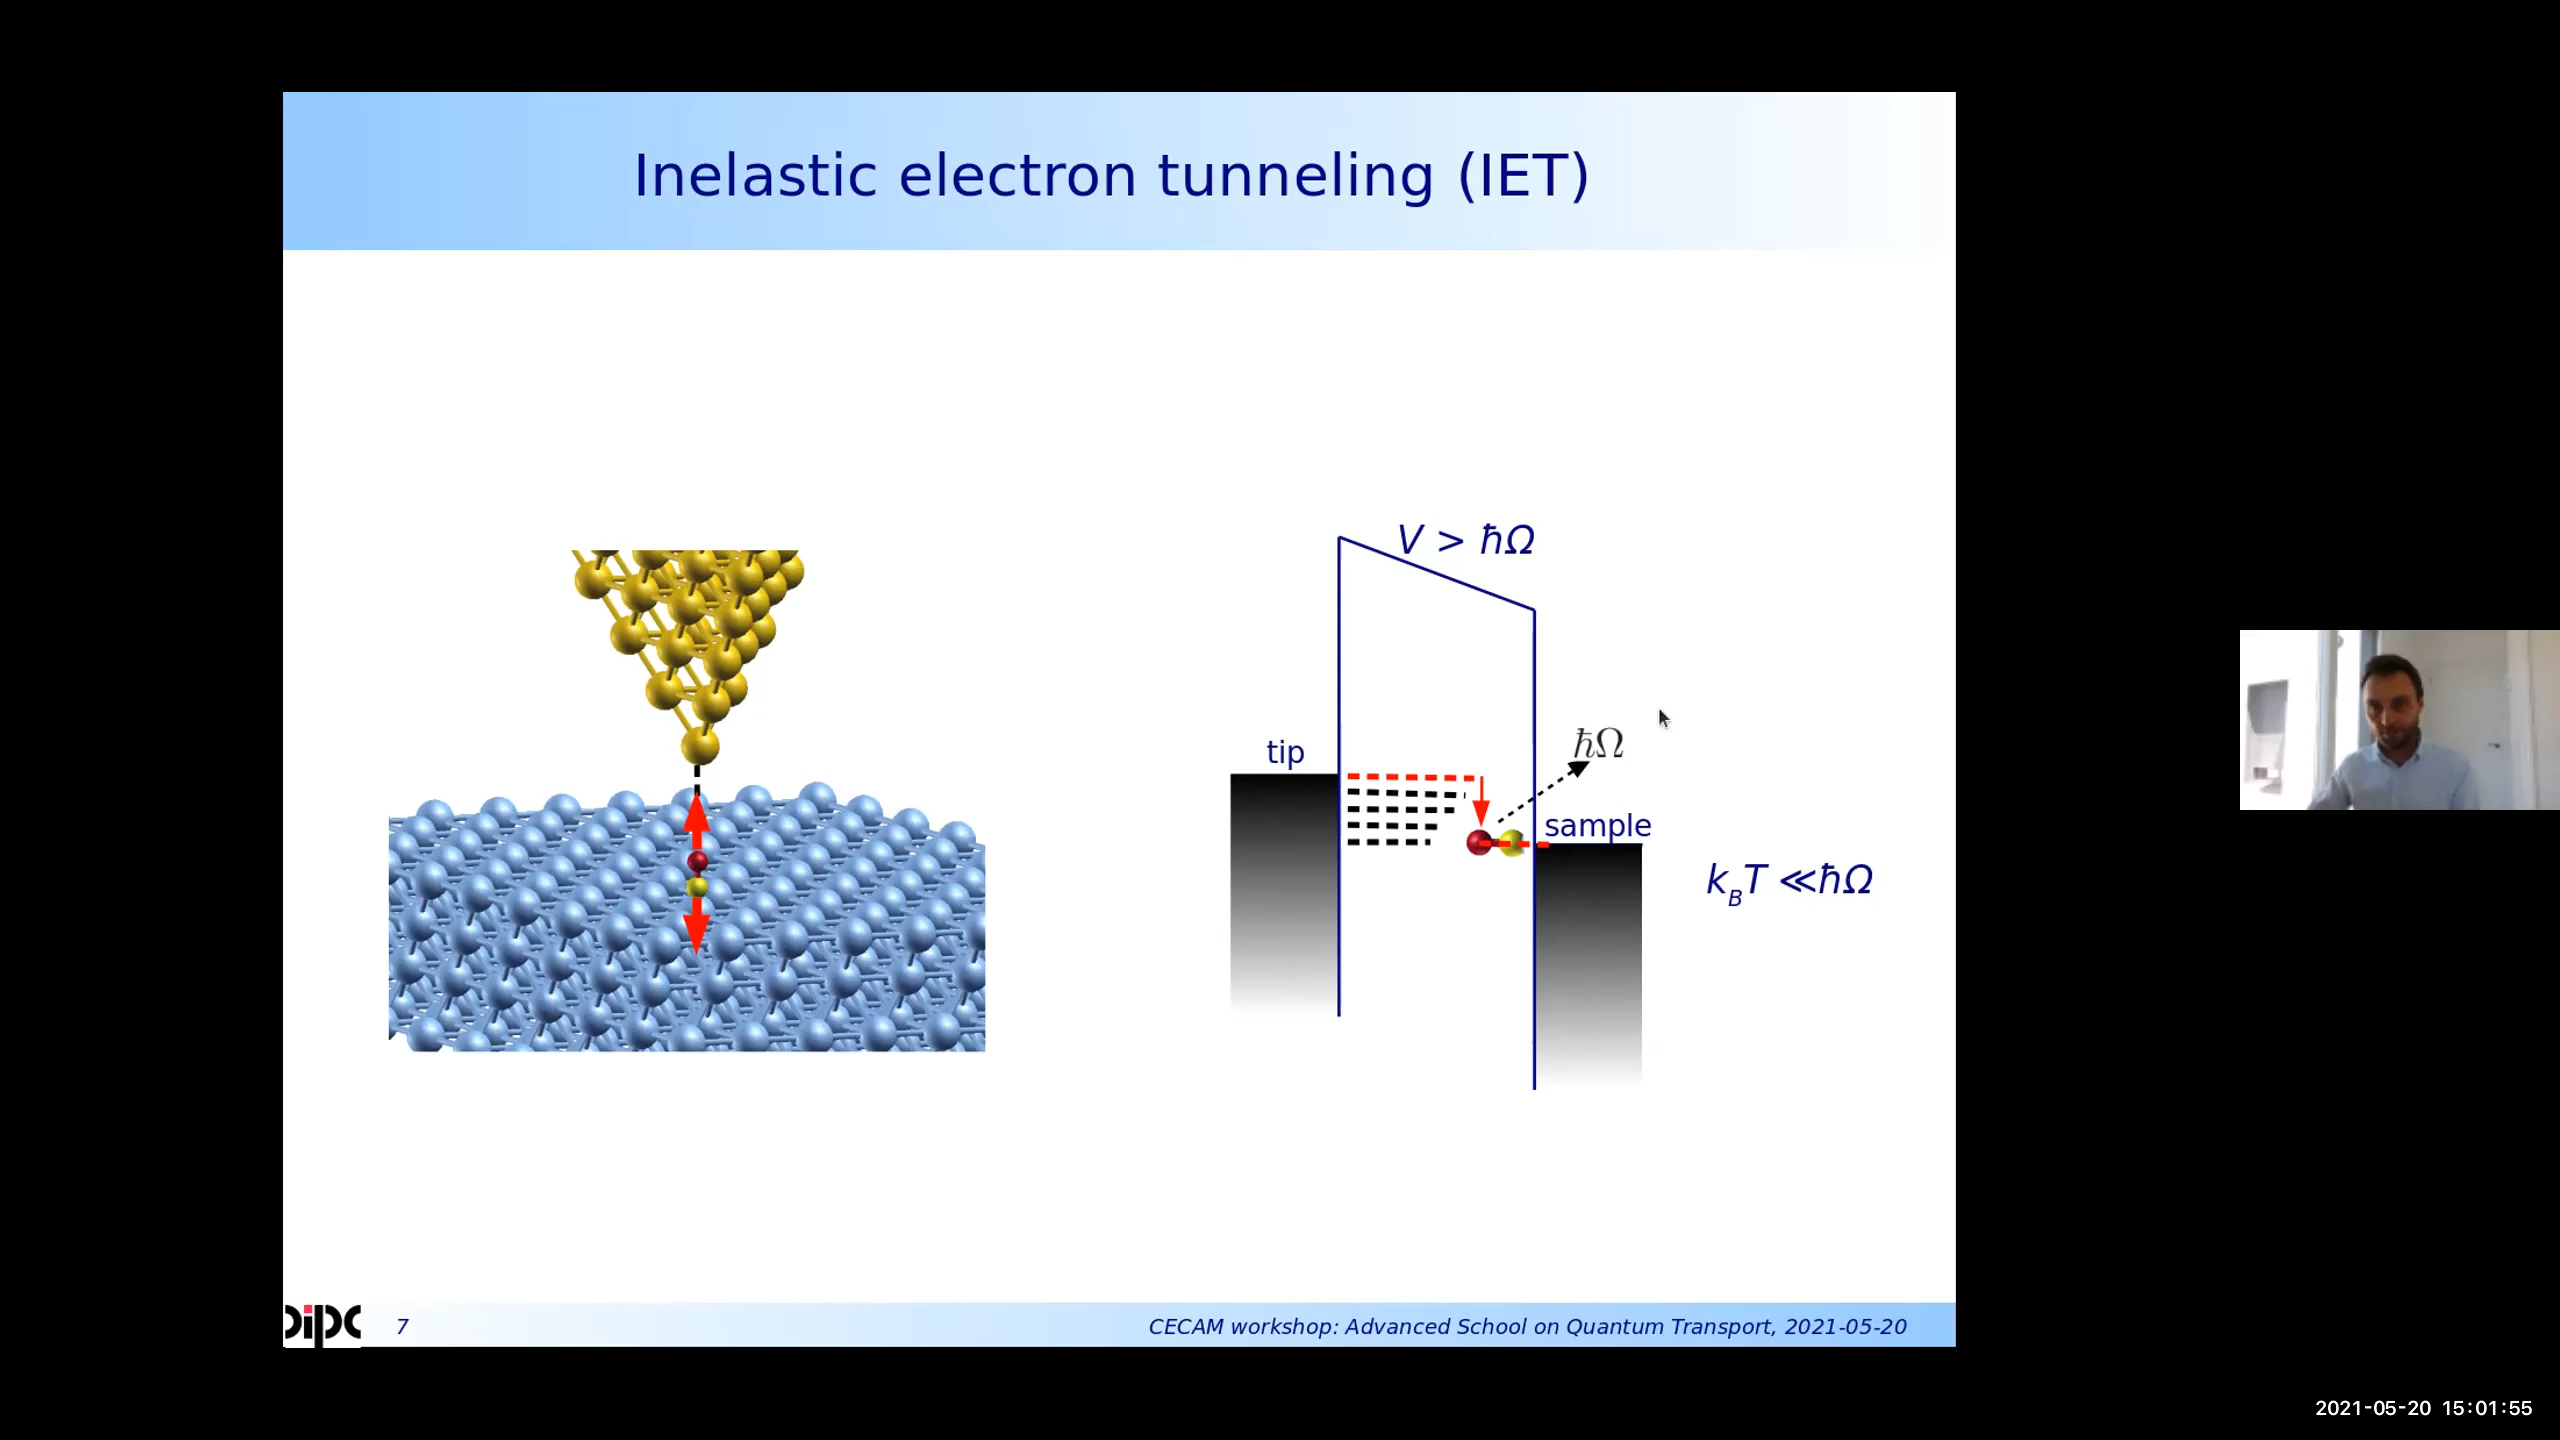 Inelastic electron tunneling (IET)
V > ħΩ
tip
ħΩ
sample
k_BT ≪ħΩ
dipc
7
CECAM workshop: Advanced School on Quantum Transport, 2021-05-20
2021-05-20 15:01:55